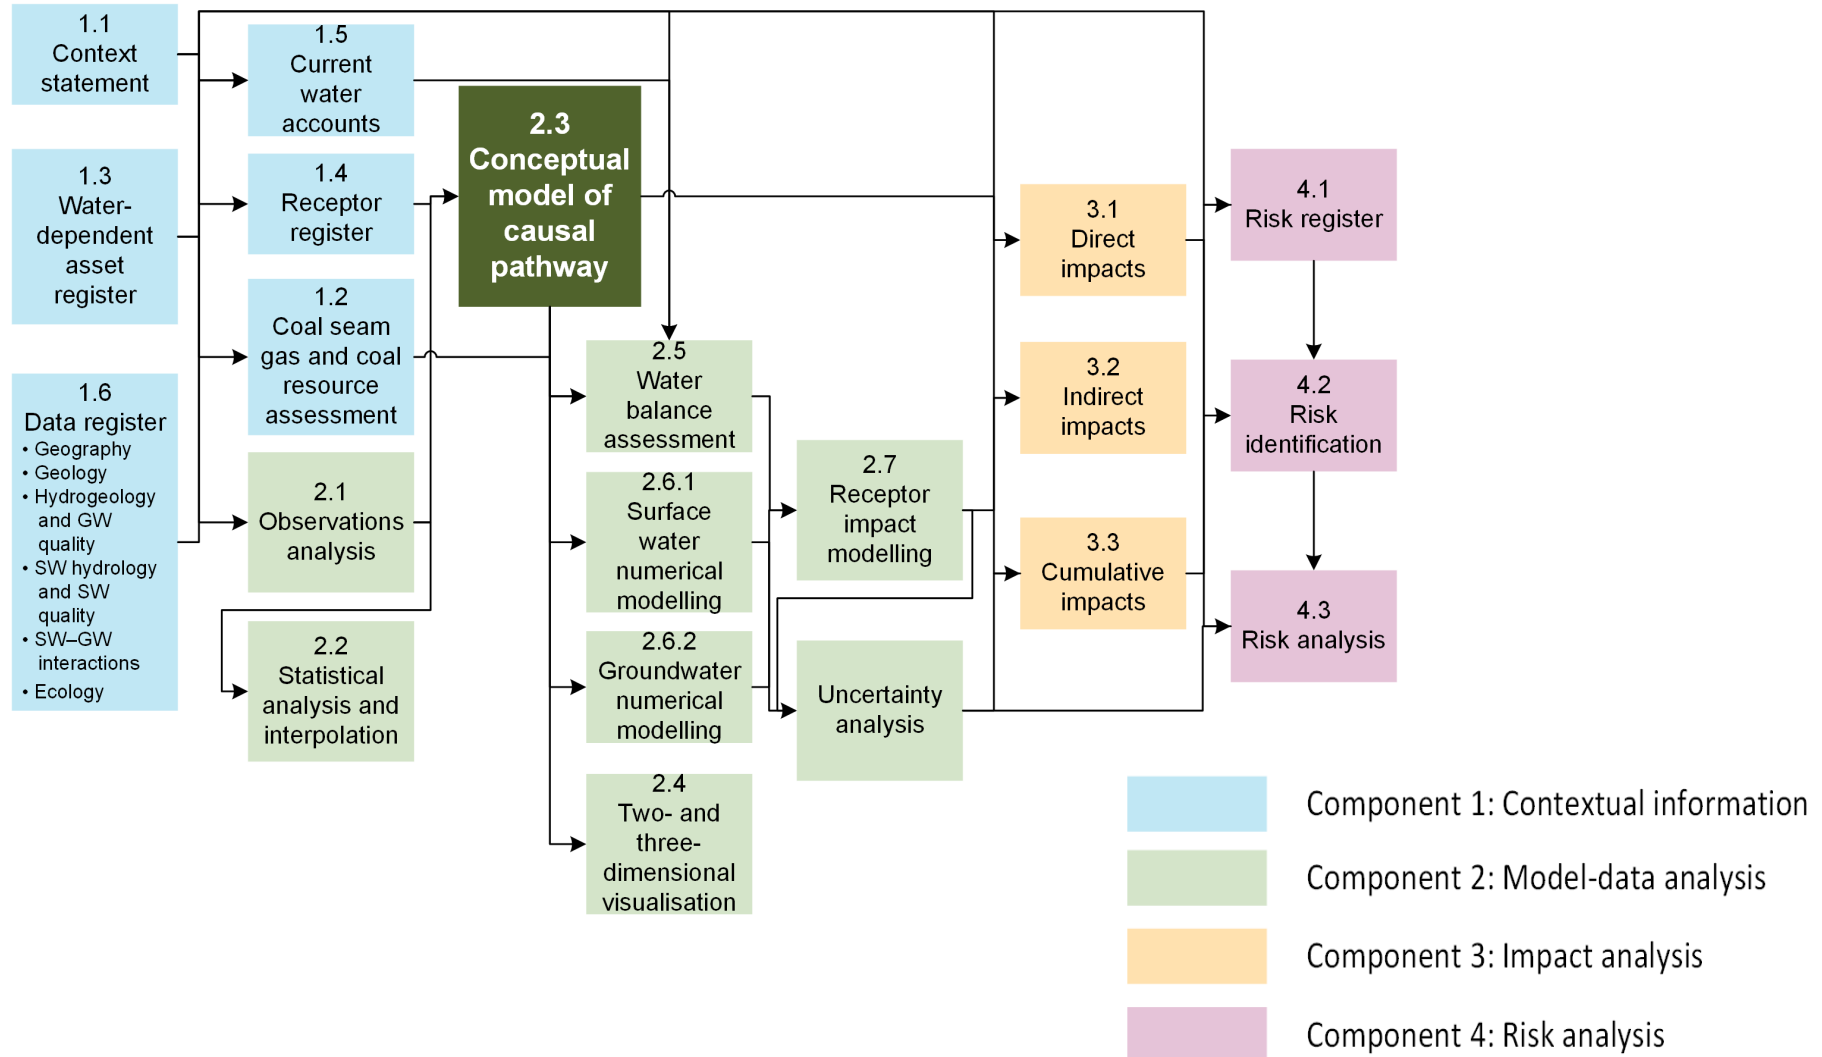 1.1
Context
statement
1.3
Water-
dependent
asset
register
1.6
Data register
• Geography
• Geology
• Hydrogeology
and GW
quality
• SW hydrology
and SW
quality
• SW–GW
interactions
• Ecology
1.5
Current
water
accounts
1.4
Receptor
register
1.2
Coal seam
gas and coal
resource
assessment
2.1
Observations
analysis
2.2
Statistical
analysis and
interpolation
2.3
Conceptual
model of
causal
pathway
2.5
Water
balance
assessment
2.6.1
Surface
water
numerical
modelling
2.6.2
Groundwater
numerical
modelling
2.4
Two- and
three-
dimensional
visualisation
2.7
Receptor
impact
modelling
Uncertainty
analysis
3.1
Direct
impacts
3.2
Indirect
impacts
3.3
Cumulative
impacts
4.1
Risk register
4.2
Risk
identification
4.3
Risk analysis
Component 1: Contextual information
Component 2: Model-data analysis
Component 3: Impact analysis
Component 4: Risk analysis